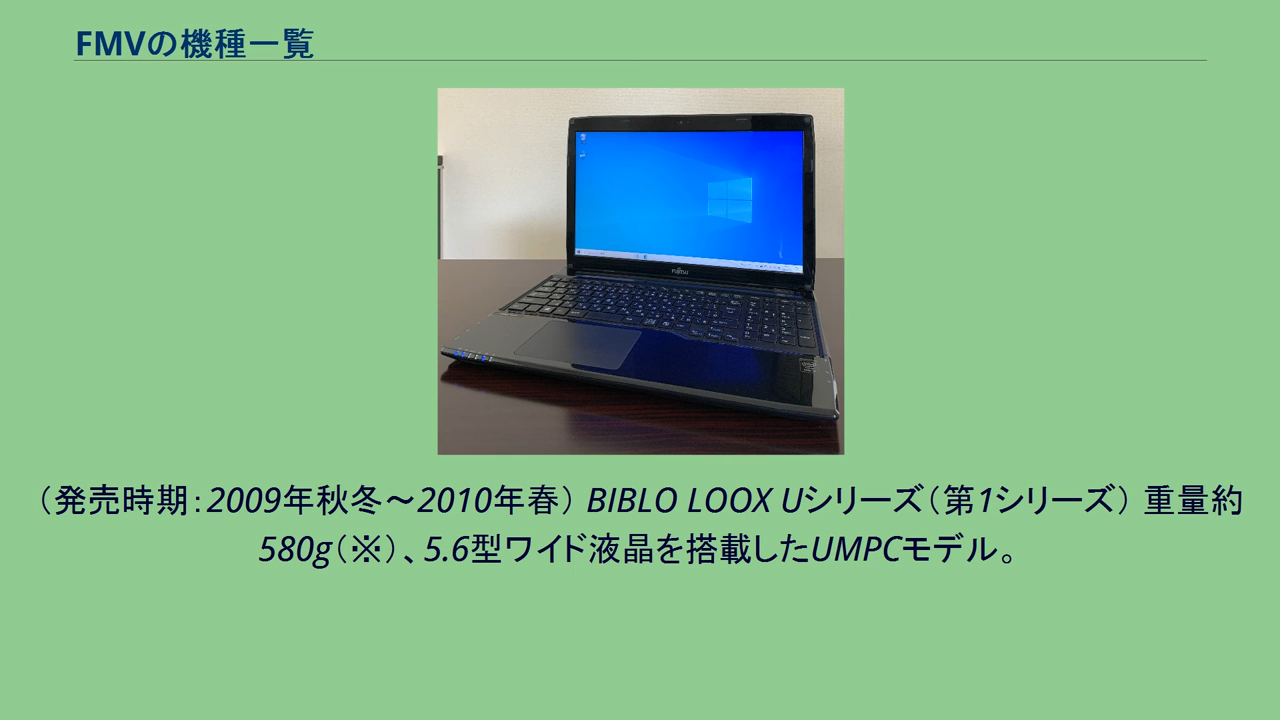 FMVの機種一覧
FUJITSU
（発売時期：2009年秋冬～2010年春） BIBLO LOOX Uシリーズ（第1シリーズ） 重量約
580g（※）、5.6型ワイド液晶を搭載したUMPCモデル。